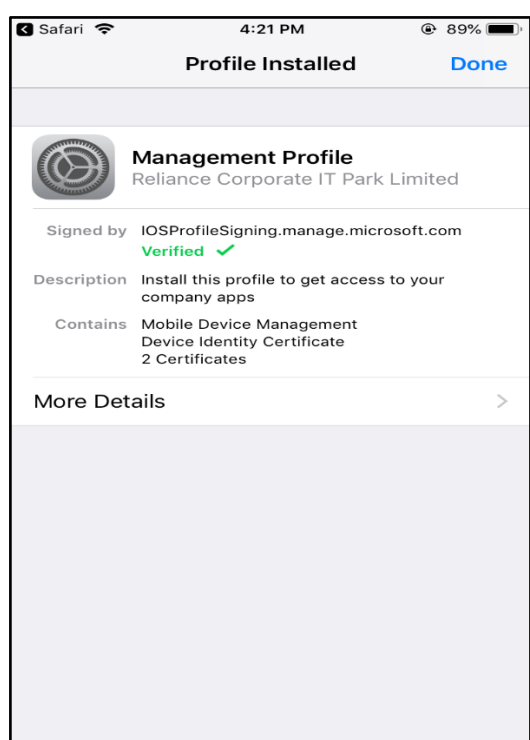 Safari 4:21 PM 89%
Profile Installed Done
Management Profile
Reliance Corporate IT Park Limited
Signed by IOSProfileSigning.manage.microsoft.com
Verified ✓
Description Install this profile to get access to your
company apps
Contains Mobile Device Management
Device Identity Certificate
2 Certificates
More Details